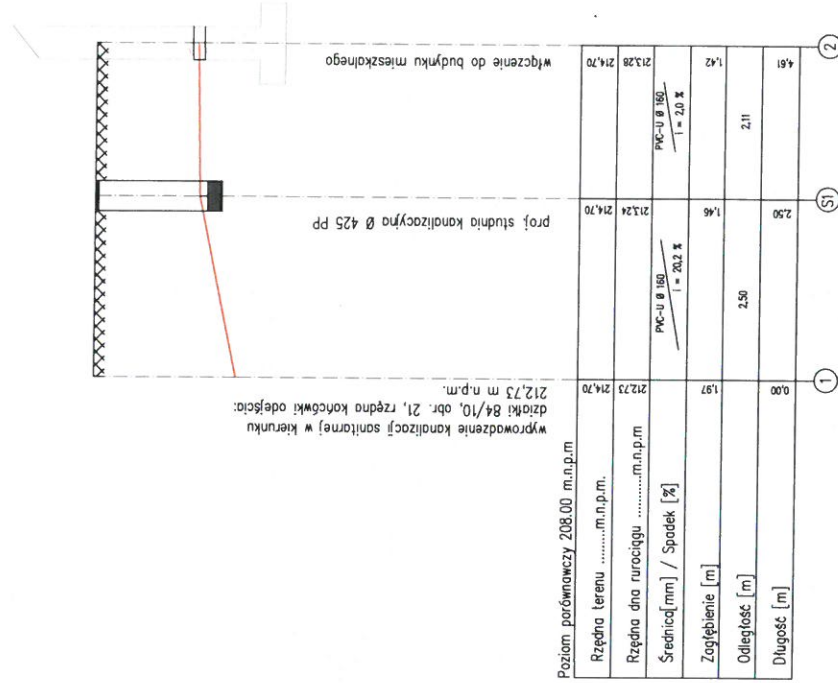 włączenie do budynku mieszkalnego
proj. studnia kanalizacyjna Ø 425 PP
wyprowadzenie kanalizacji sanitarnej w kierunku
działki 84/10, obr. 21, rzędna końcówki odejścia:
212,73 m n.p.m.
Poziom porównawczy 208.00 m.n.p.m
Rzędna terenu .........m.n.p.m. 214,70 214,70 214,70
Rzędna dna rurociągu ............m.n.p.m 212,73 213,24 213,28
Średnica[mm] / Spadek [%] PVC-U Ø 160 i = 20,2 % PVC-U Ø 160 i = 2,0 %
Zagłębienie [m] 1,97 1,46 1,42
Odległość [m] 2,50 2,11
Długość [m] 0,00 2,50 4,61
1 S1 2